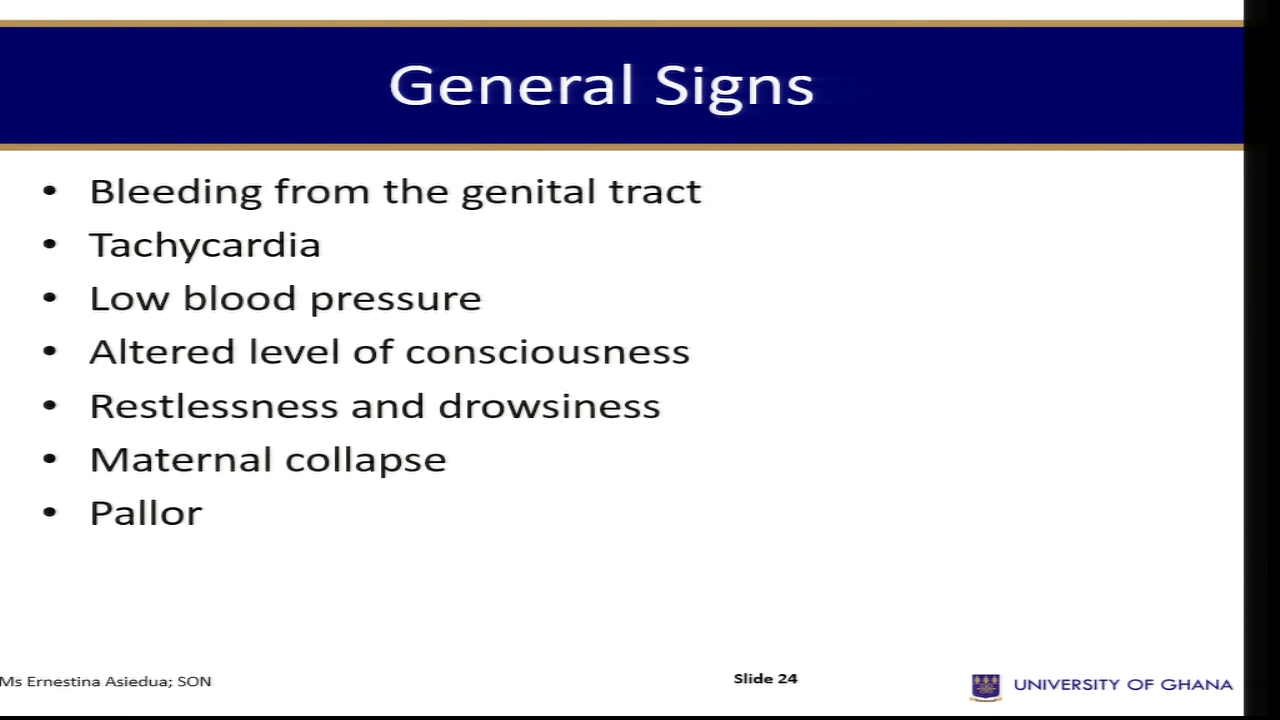 General Signs
• Bleeding from the genital tract
• Tachycardia
• Low blood pressure
• Altered level of consciousness
• Restlessness and drowsiness
• Maternal collapse
• Pallor
Ms Ernestina Asiedua; SON
Slide 24
UNIVERSITY OF GHANA